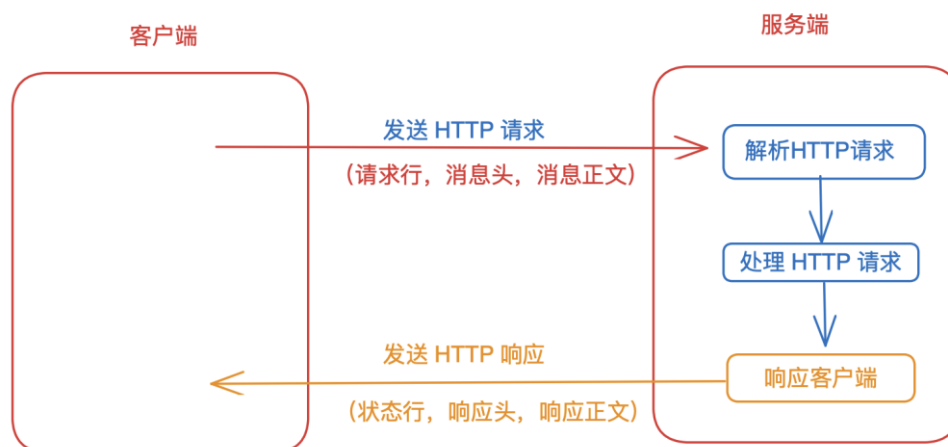 客户端
服务端
发送 HTTP 请求
(请求行，消息头，消息正文)
解析HTTP请求
处理 HTTP 请求
发送 HTTP 响应
(状态行，响应头，响应正文)
响应客户端